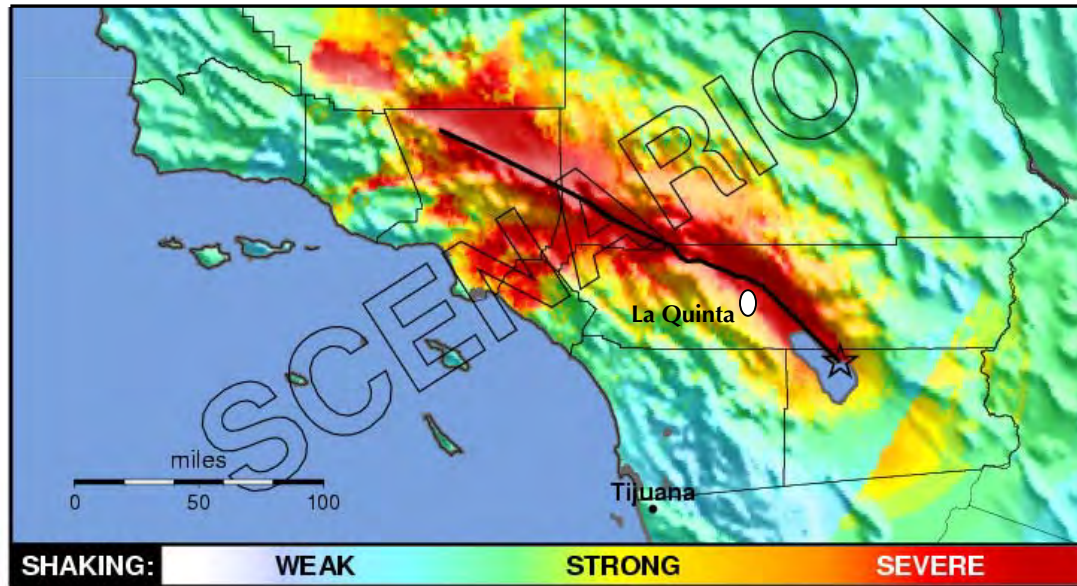 SCENARIO
La Quinta
miles
0 50 100
Tijuana
SHAKING: WEAK STRONG SEVERE